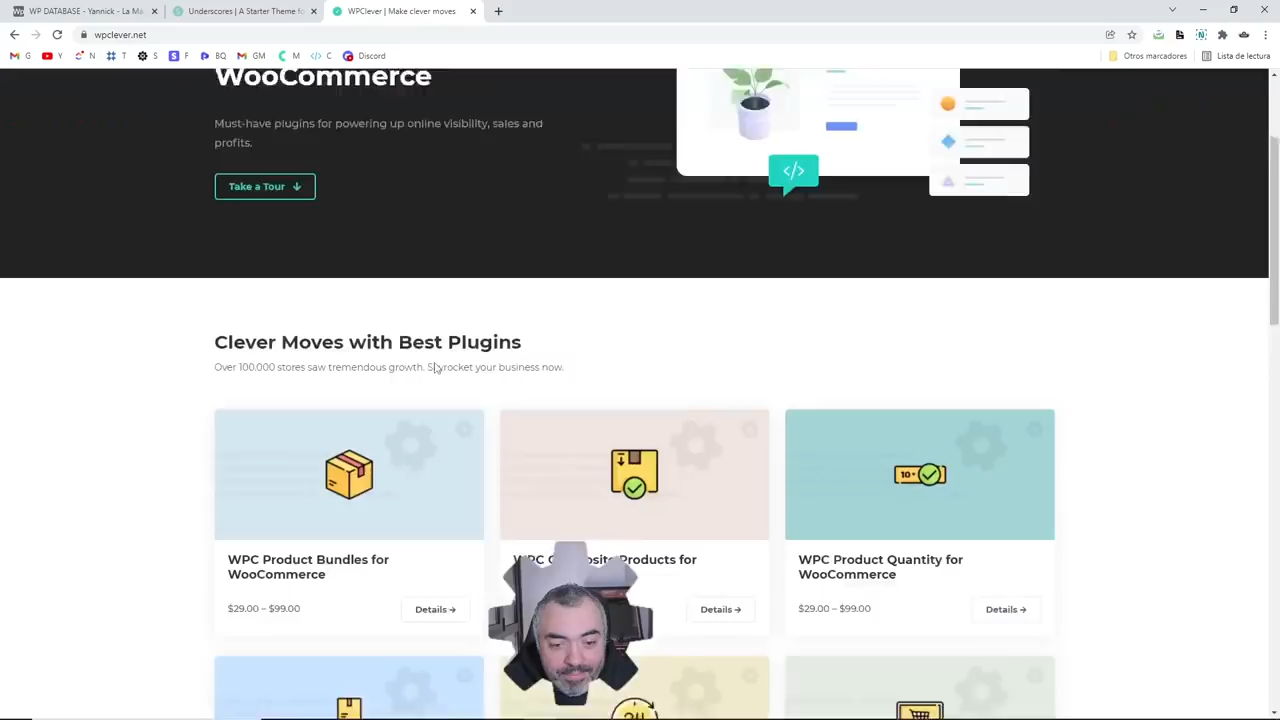 WP DATABASE - Yannick - La M
Underscores | A Starter Theme fo
WPClever | Make clever moves
wpclever.net
G
Y
N
T
S
F
BQ
GM
M
C
Discord
Otros marcadores
Lista de lectura
WooCommerce
Must-have plugins for powering up online visibility, sales and
profits.
Take a Tour ↓
</>
Clever Moves with Best Plugins
Over 100.000 stores saw tremendous growth. Skyrocket your business now.
10
WPC Product Bundles for
WooCommerce
$29.00 – $99.00
Details →
WPC
Products for
Details →
WPC Product Quantity for
WooCommerce
$29.00 – $99.00
Details →